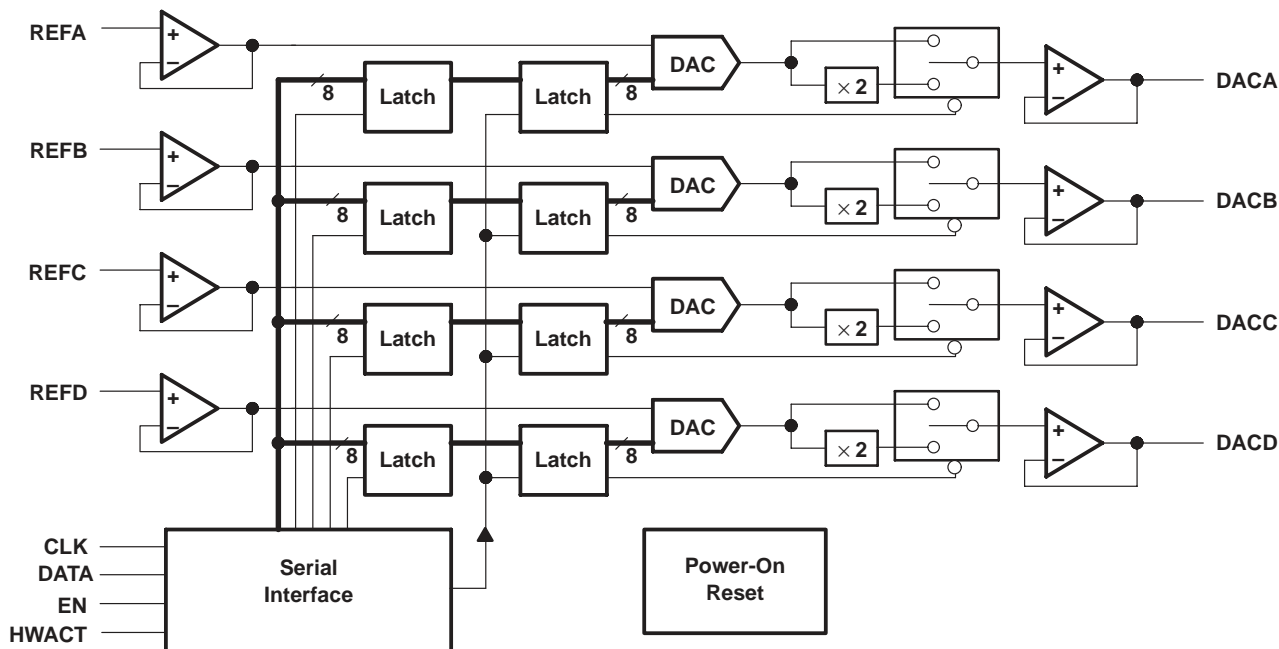 REFA
+
−
8
Latch
Latch
8
DAC
× 2
+
−
DACA
REFB
+
−
8
Latch
Latch
8
DAC
× 2
+
−
DACB
REFC
+
−
8
Latch
Latch
8
DAC
× 2
+
−
DACC
REFD
+
−
8
Latch
Latch
8
DAC
× 2
+
−
DACD
CLK
DATA
EN
HWACT
Serial
Interface
Power-On
Reset